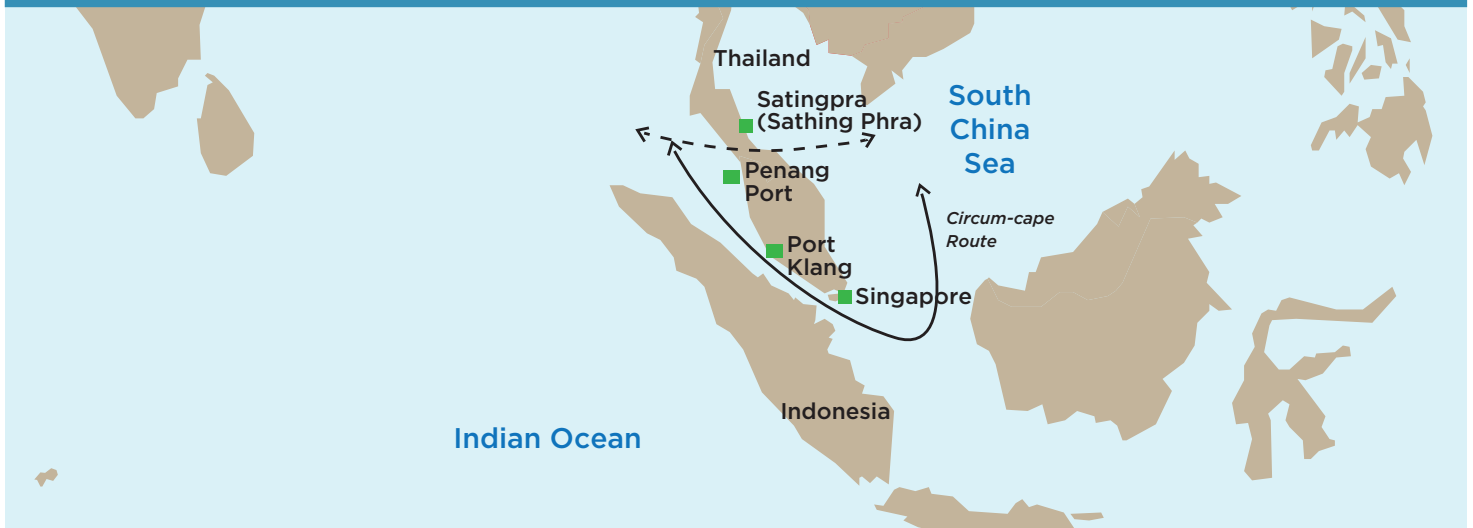 Thailand
Satingpra
(Sathing Phra)
South
China
Sea
Penang
Port
Circum-cape
Route
Port
Klang
Singapore
Indonesia
Indian Ocean